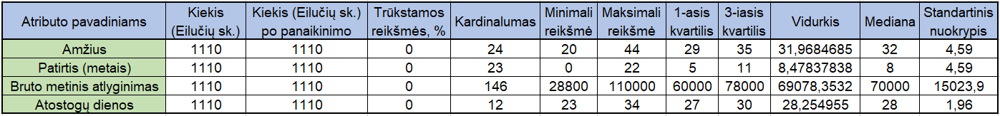 Atributo pavadiniams | Kiekis (Eilučių sk.) | Kiekis (Eilučių sk.) po panaikinimo | Trūkstamos reikšmės, % | Kardinalumas | Minimali reikšmė | Maksimali reikšmė | 1-asis kvartilis | 3-iasis kvartilis | Vidurkis | Mediana | Standartinis nuokrypis
Amžius | 1110 | 1110 | 0 | 24 | 20 | 44 | 29 | 35 | 31,9684685 | 32 | 4,59
Patirtis (metais) | 1110 | 1110 | 0 | 23 | 0 | 22 | 5 | 11 | 8,47837838 | 8 | 4,59
Bruto metinis atlyginimas | 1110 | 1110 | 0 | 146 | 28800 | 110000 | 60000 | 78000 | 69078,3532 | 70000 | 15023,9
Atostogų dienos | 1110 | 1110 | 0 | 12 | 23 | 34 | 27 | 30 | 28,254955 | 28 | 1,96